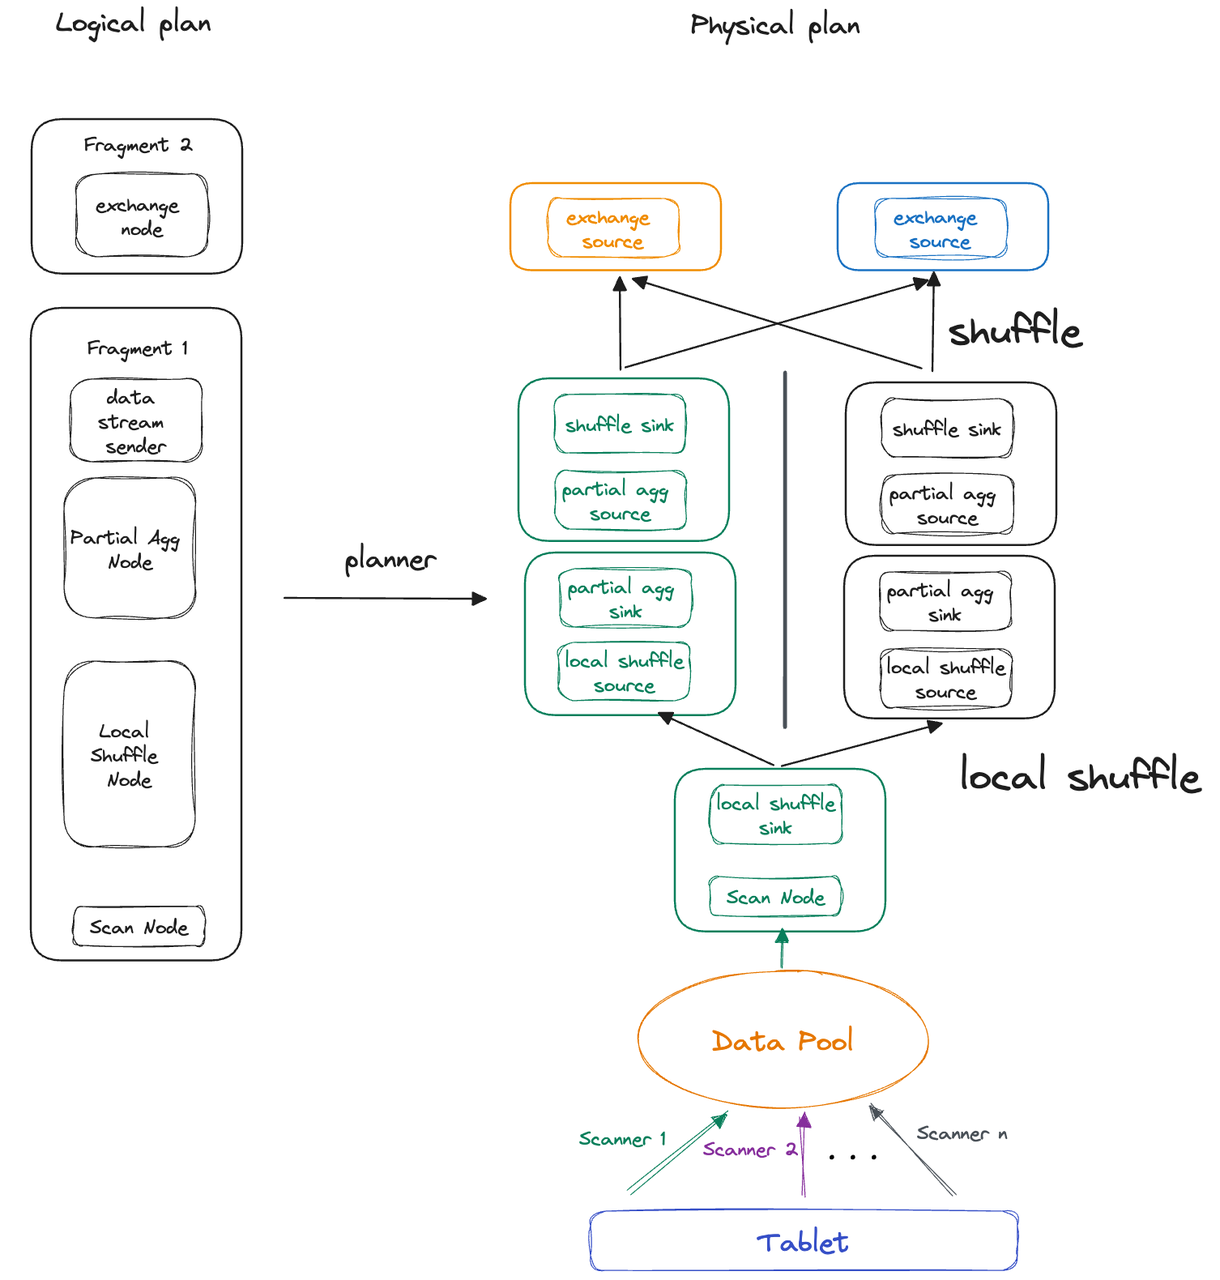 Logical plan
Physical plan
Fragment 2
exchange
node
Fragment 1
data
stream
sender
Partial Agg
Node
Local
Shuffle
Node
Scan Node
planner
exchange
source
exchange
source
shuffle
shuffle sink
partial agg
source
shuffle sink
partial agg
source
partial agg
sink
local shuffle
source
partial agg
sink
local shuffle
source
local shuffle
local shuffle
sink
Scan Node
Data Pool
Scanner 1
Scanner 2
...
Scanner n
Tablet